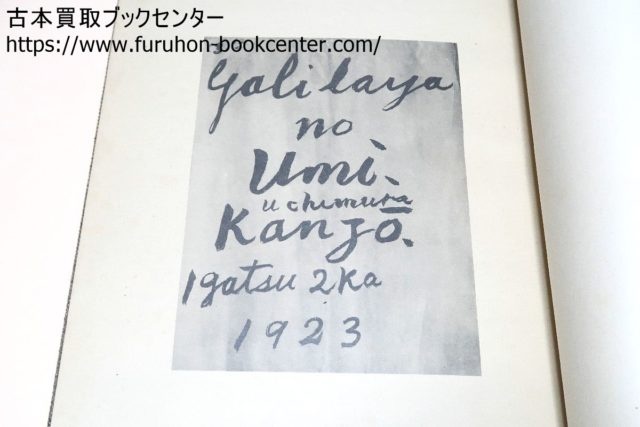 古本買取ブックセンター
https://www.furuhon-bookcenter.com/
Galilaya
no
Umi.
uchimura
Kanzō.
1gatsu 2ka
1923